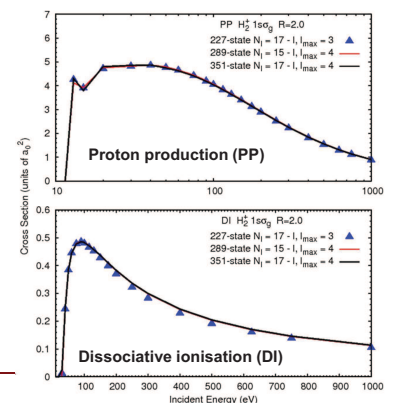 PP H₂⁺ 1sσg R=2.0
227-state Nₗ = 17 - l, lmax = 3
289-state Nₗ = 15 - l, lmax = 4
351-state Nₗ = 17 - l, lmax = 4
7
6
5
4
3
2
1
0
Proton production (PP)
10 100 1000
Cross Section (units of a₀²)
DI H₂⁺ 1sσg R=2.0
227-state Nₗ = 17 - l, lmax = 3
289-state Nₗ = 15 - l, lmax = 4
351-state Nₗ = 17 - l, lmax = 4
0.6
0.5
0.4
0.3
0.2
0.1
0
Dissociative ionisation (DI)
100 200 300 400 500 600 700 800 900 1000
Incident Energy (eV)